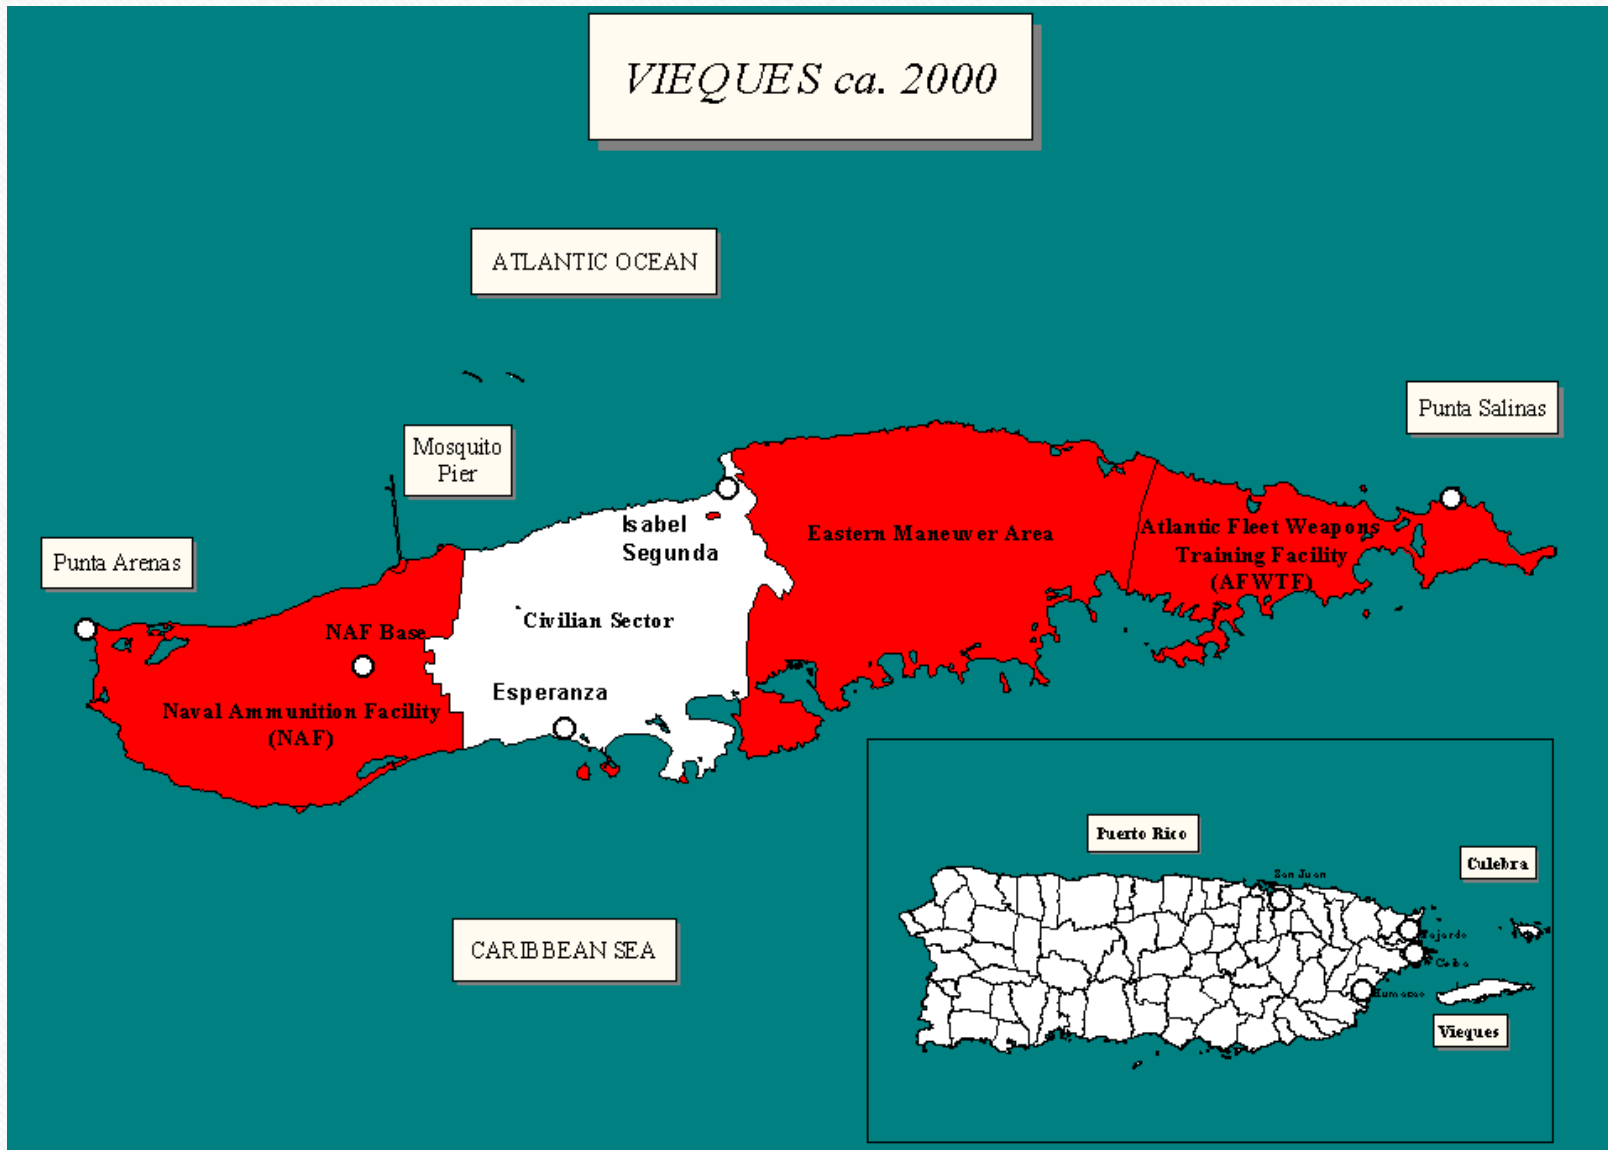 VIEQUES ca. 2000
ATLANTIC OCEAN
Punta Salinas
Mosquito
Pier
Isabel
Segunda
Eastern Maneuver Area
Atlantic Fleet Weapons
Training Facility
(AFWTF)
Punta Arenas
NAF Base
Civilian Sector
Esperanza
Naval Ammunition Facility
(NAF)
Puerto Rico
Culebra
San Juan
Fajardo
Ceiba
Humacao
Vieques
CARIBBEAN SEA